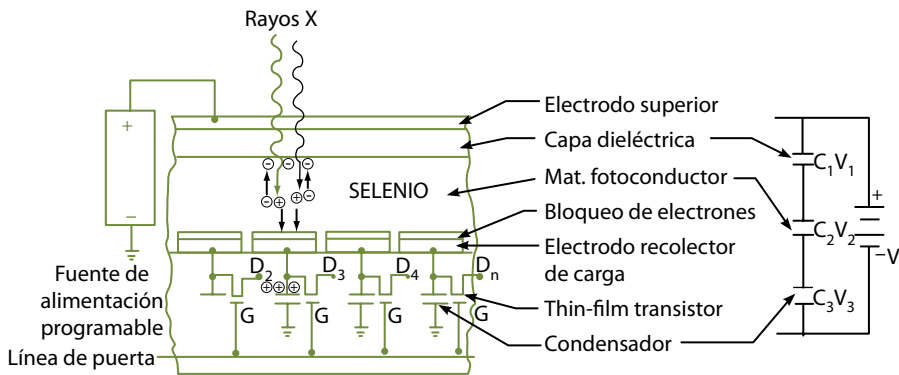 Rayos X
+
−
Fuente de
alimentación
programable
Línea de puerta
SELENIO
D2
D3
D4
Dn
G
G
G
G
Electrodo superior
Capa dieléctrica
Mat. fotoconductor
Bloqueo de electrones
Electrodo recolector
de carga
Thin-film transistor
Condensador
C1V1
C2V2
C3V3
+
−V